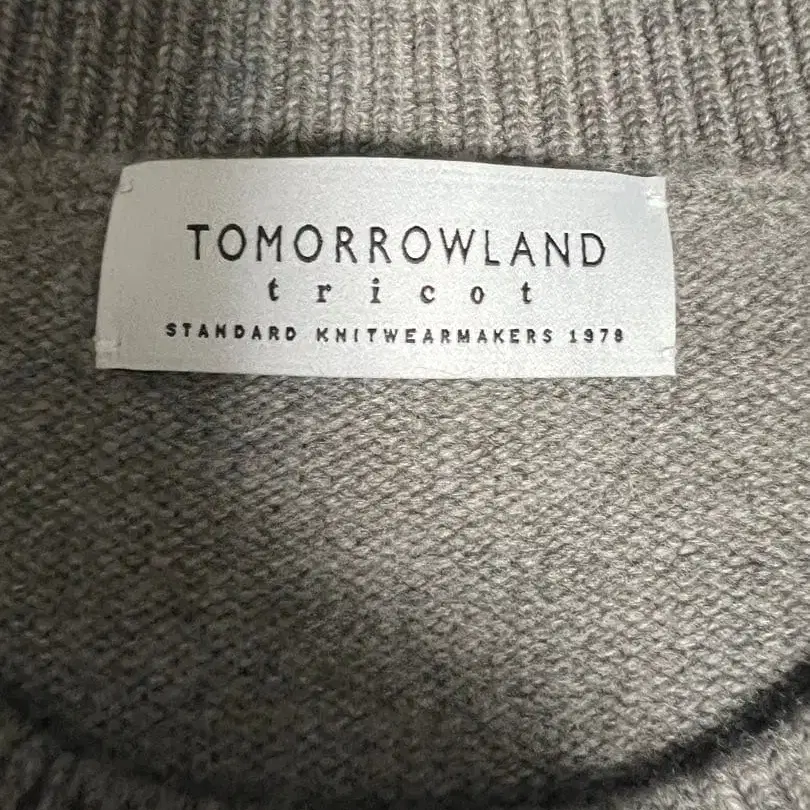 TOMORROWLAND
tricot
STANDARD KNITWEARMAKERS 1978